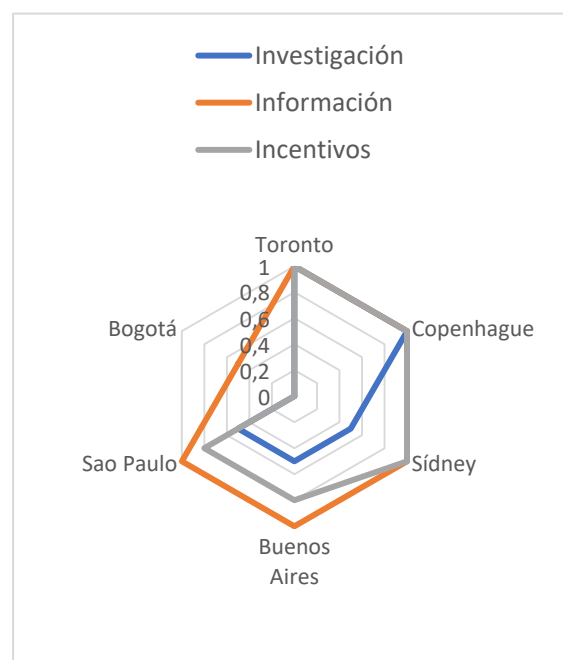 Investigación
Información
Incentivos
Toronto
1
0,8
0,6
0,4
0,2
0
Bogotá
Copenhague
Sao Paulo
Sídney
Buenos
Aires